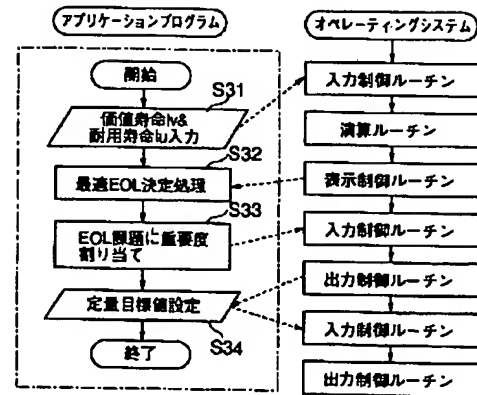 アプリケーションプログラム
開始
S31
価値寿命lv&
耐用寿命lu入力
S32
最適EOL決定処理
S33
EOL課題に重要度
割り当て
定量目標値設定
S34
終了
オペレーティングシステム
入力制御ルーチン
演算ルーチン
表示制御ルーチン
入力制御ルーチン
出力制御ルーチン
入力制御ルーチン
出力制御ルーチン